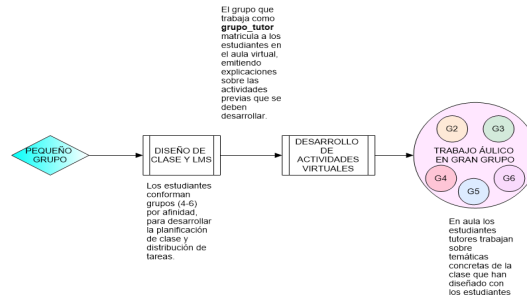 El grupo que
trabaja como
grupo_tutor
matricula a los
estudiantes en
el aula virtual,
emitiendo
explicaciones
sobre las
actividades
previas que se
deben
desarrollar.
PEQUEÑO
GRUPO
DISEÑO DE
CLASE Y LMS
DESARROLLO
DE
ACTIVIDADES
VIRTUALES
G2
G3
TRABAJO ÁULICO
EN GRAN GRUPO
G4
G6
G5
Los estudiantes
conforman
grupos (4-6)
por afinidad,
para desarrollar
la planificación
de clase y
distribución de
tareas.
En aula los
estudiantes
tutores trabajan
sobre
temáticas
concretas de la
clase que han
diseñado con
los estudiantes